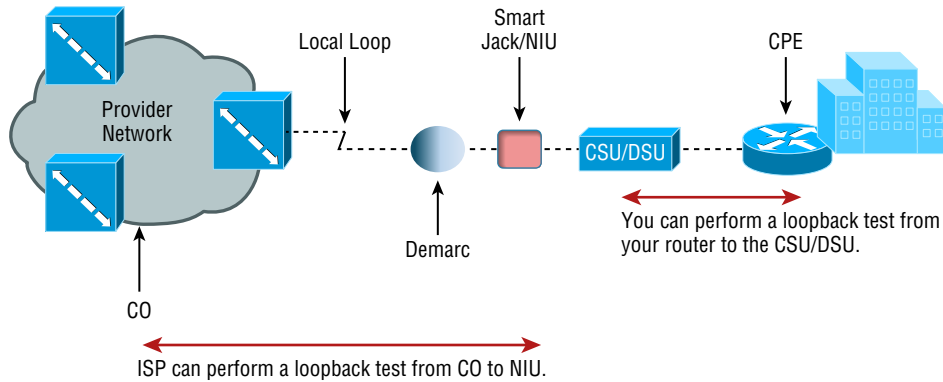 Local Loop
Smart
Jack/NIU
CPE
Provider
Network
CSU/DSU
You can perform a loopback test from
your router to the CSU/DSU.
Demarc
CO
ISP can perform a loopback test from CO to NIU.